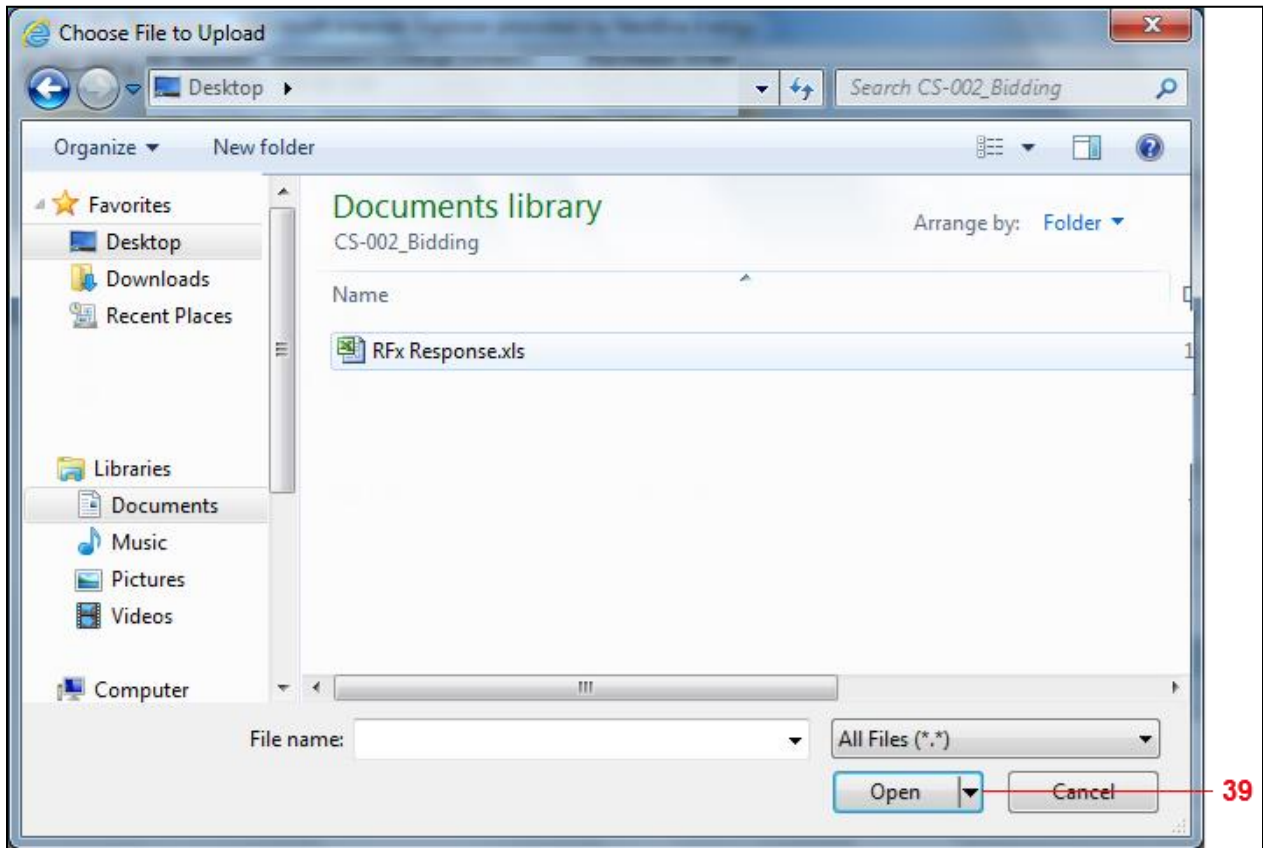 Choose File to Upload
Desktop
Search CS-002_Bidding
Organize
New folder
Favorites
Desktop
Downloads
Recent Places
Libraries
Documents
Music
Pictures
Videos
Computer
Documents library
CS-002_Bidding
Arrange by: Folder
Name
RFx Response.xls
1
File name:
All Files (*.*)
Open
Cancel
39